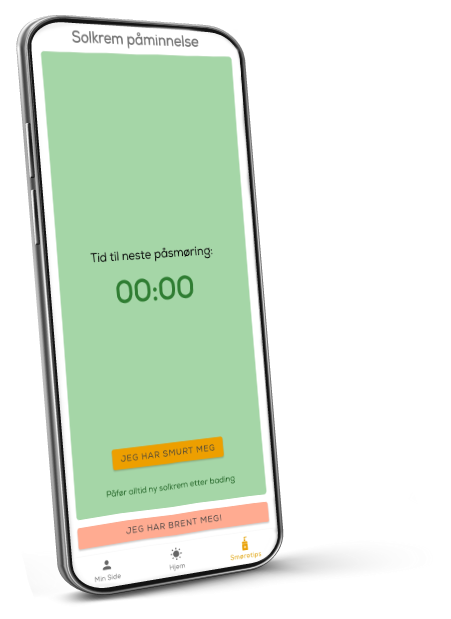 Solkrem påminnelse
Tid til neste påsmøring:
00:00
JEG HAR SMURT MEG
Påfør alltid ny solkrem etter bading
JEG HAR BRENT MEG!
Min Side
Hjem
Smøretips